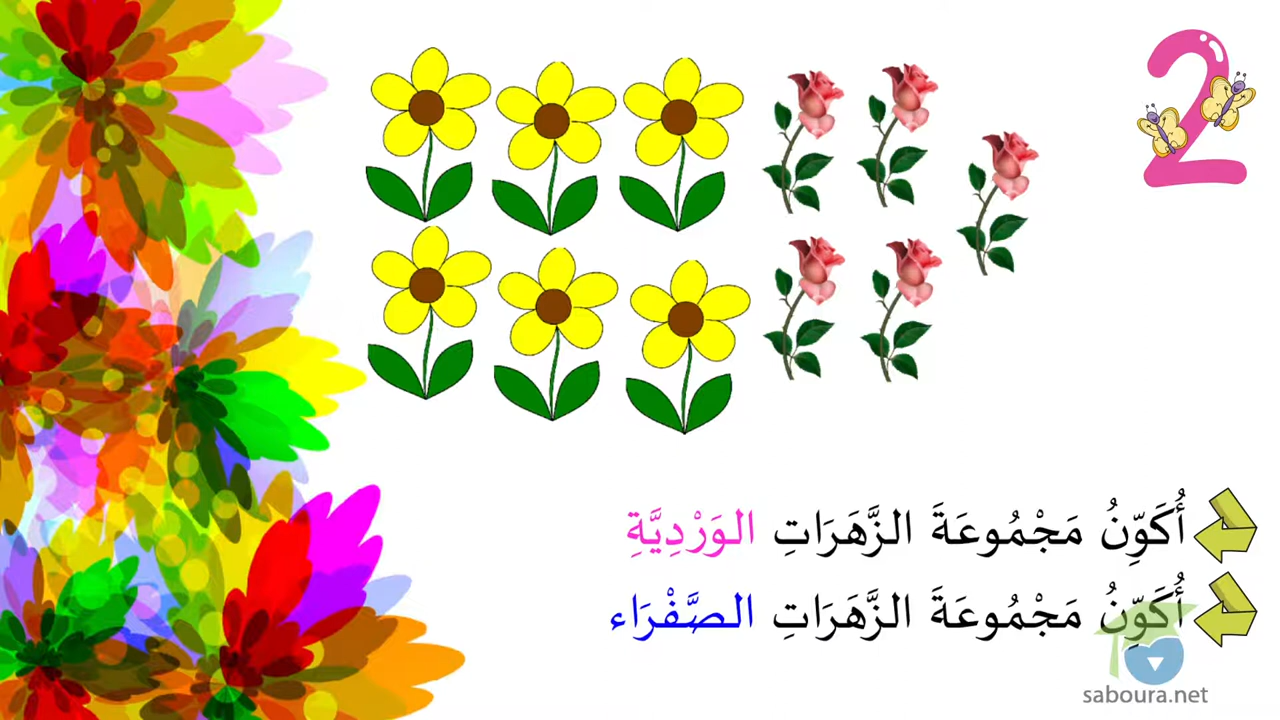 2
أُكَوِّنُ مَجْمُوعَةَ الزَّهَرَاتِ الوَرْدِيَّةِ
أُكَوِّنُ مَجْمُوعَةَ الزَّهَرَاتِ الصَّفْرَاء
saboura.net